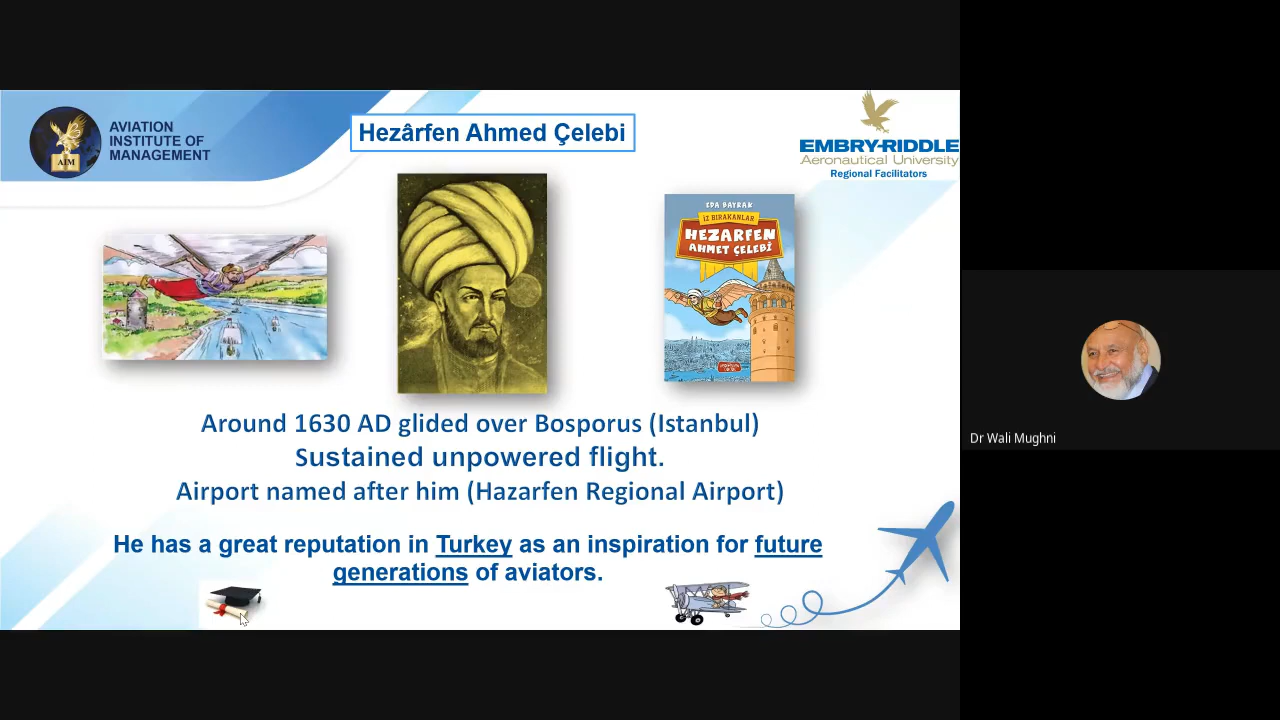 AVIATION
INSTITUTE OF
MANAGEMENT
AIM
Hezârfen Ahmed Çelebi
EMBRY-RIDDLE
Aeronautical University
Regional Facilitators
EDA BAYRAK
İZ BIRAKANLAR
HEZARFEN
AHMET ÇELEBİ
Around 1630 AD glided over Bosporus (Istanbul)
Sustained unpowered flight.
Airport named after him (Hazarfen Regional Airport)
He has a great reputation in Turkey as an inspiration for future
generations of aviators.
Dr Wali Mughni